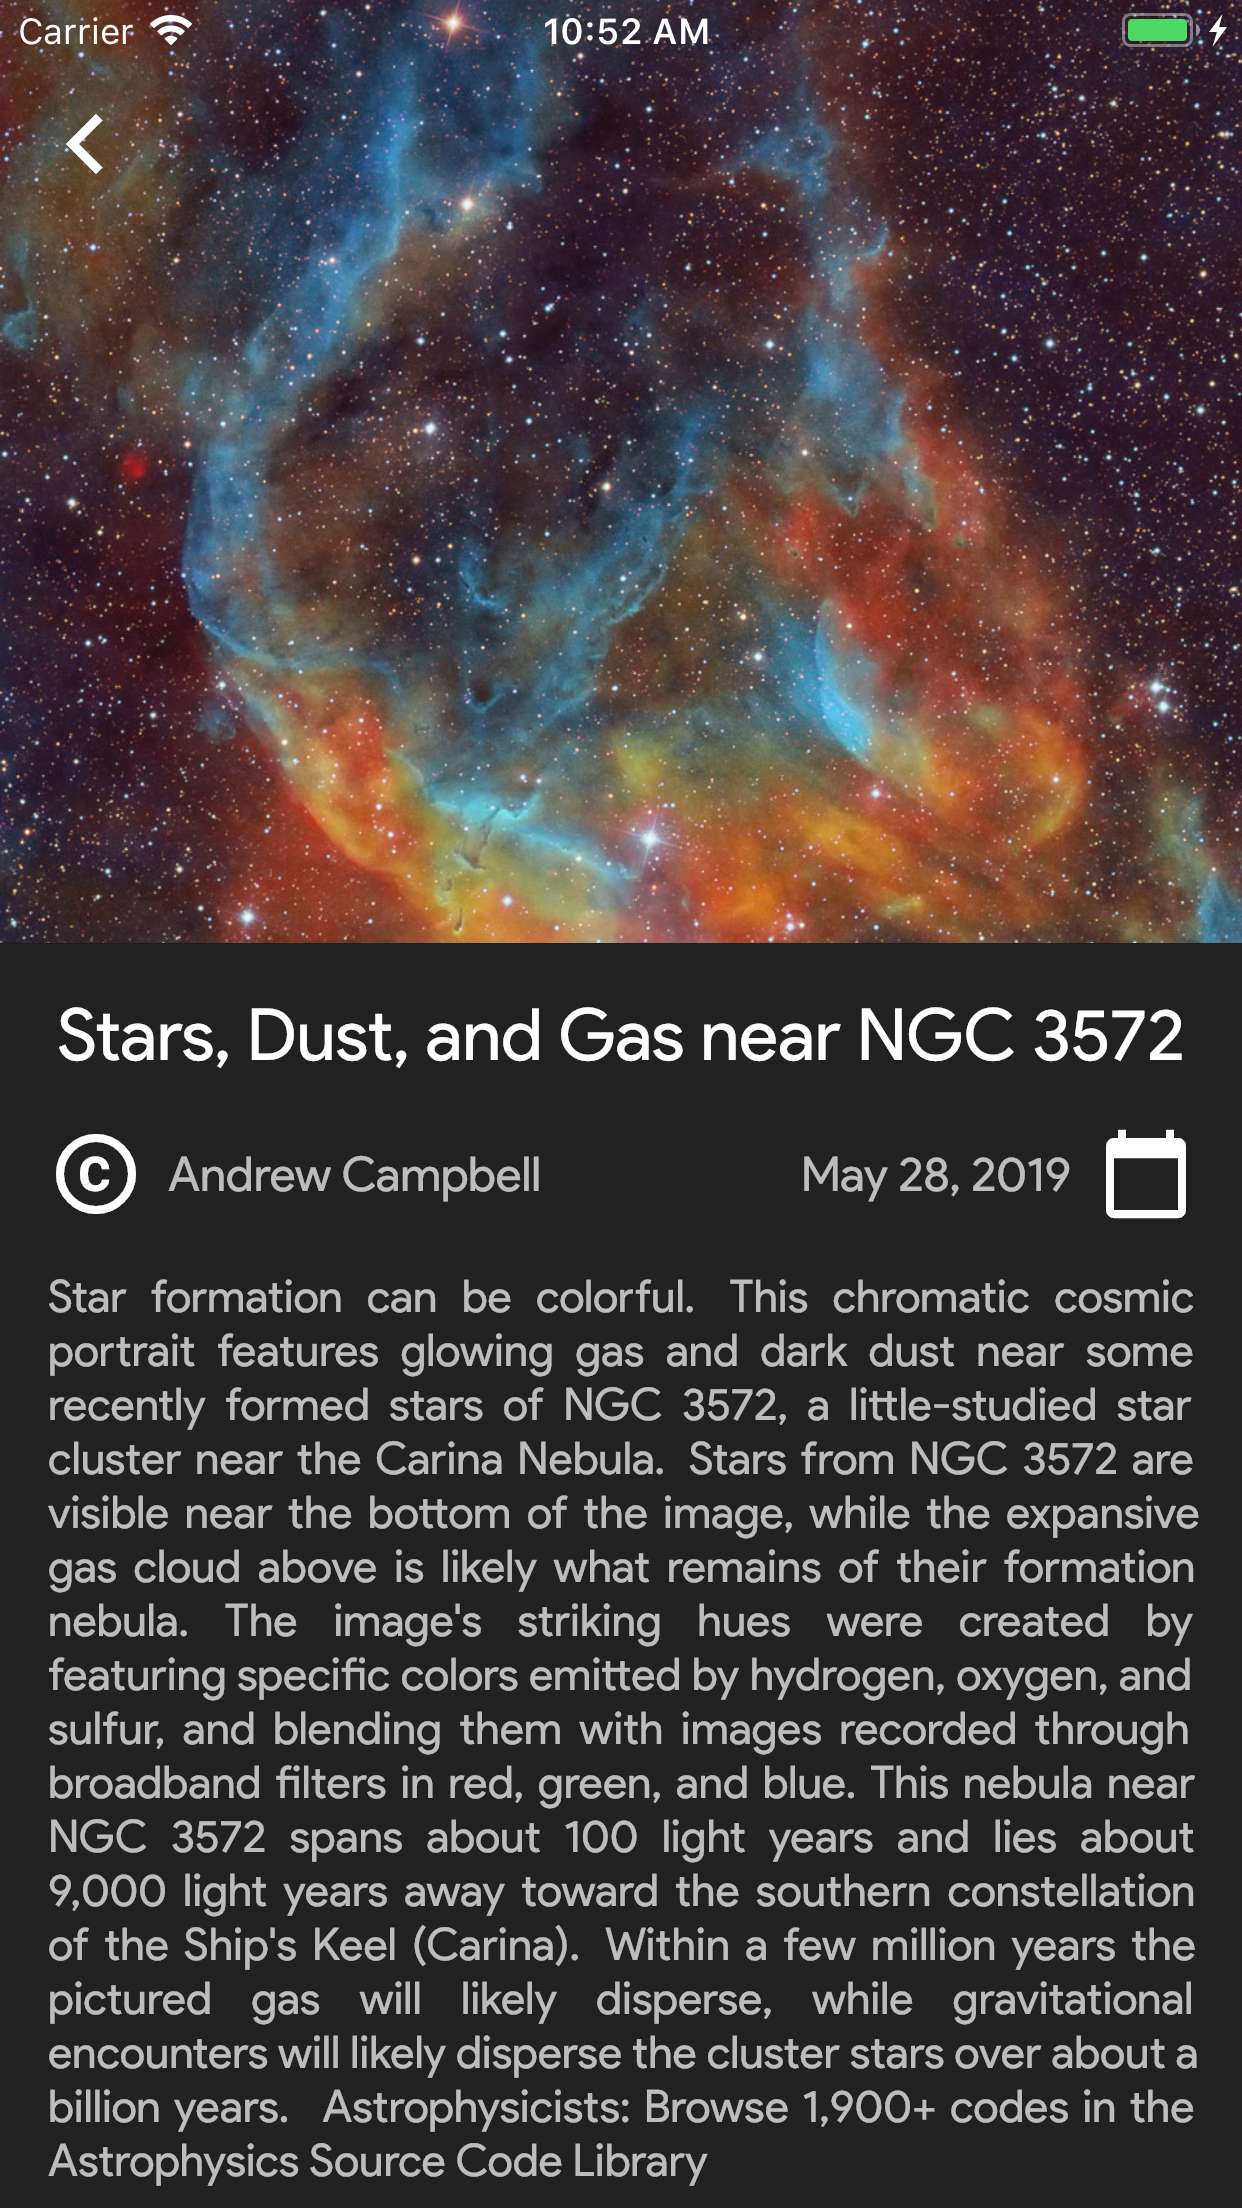 Carrier 10:52 AM
Stars, Dust, and Gas near NGC 3572
© Andrew Campbell May 28, 2019
Star formation can be colorful. This chromatic cosmic
portrait features glowing gas and dark dust near some
recently formed stars of NGC 3572, a little-studied star
cluster near the Carina Nebula. Stars from NGC 3572 are
visible near the bottom of the image, while the expansive
gas cloud above is likely what remains of their formation
nebula. The image's striking hues were created by
featuring specific colors emitted by hydrogen, oxygen, and
sulfur, and blending them with images recorded through
broadband filters in red, green, and blue. This nebula near
NGC 3572 spans about 100 light years and lies about
9,000 light years away toward the southern constellation
of the Ship's Keel (Carina). Within a few million years the
pictured gas will likely disperse, while gravitational
encounters will likely disperse the cluster stars over about a
billion years. Astrophysicists: Browse 1,900+ codes in the
Astrophysics Source Code Library